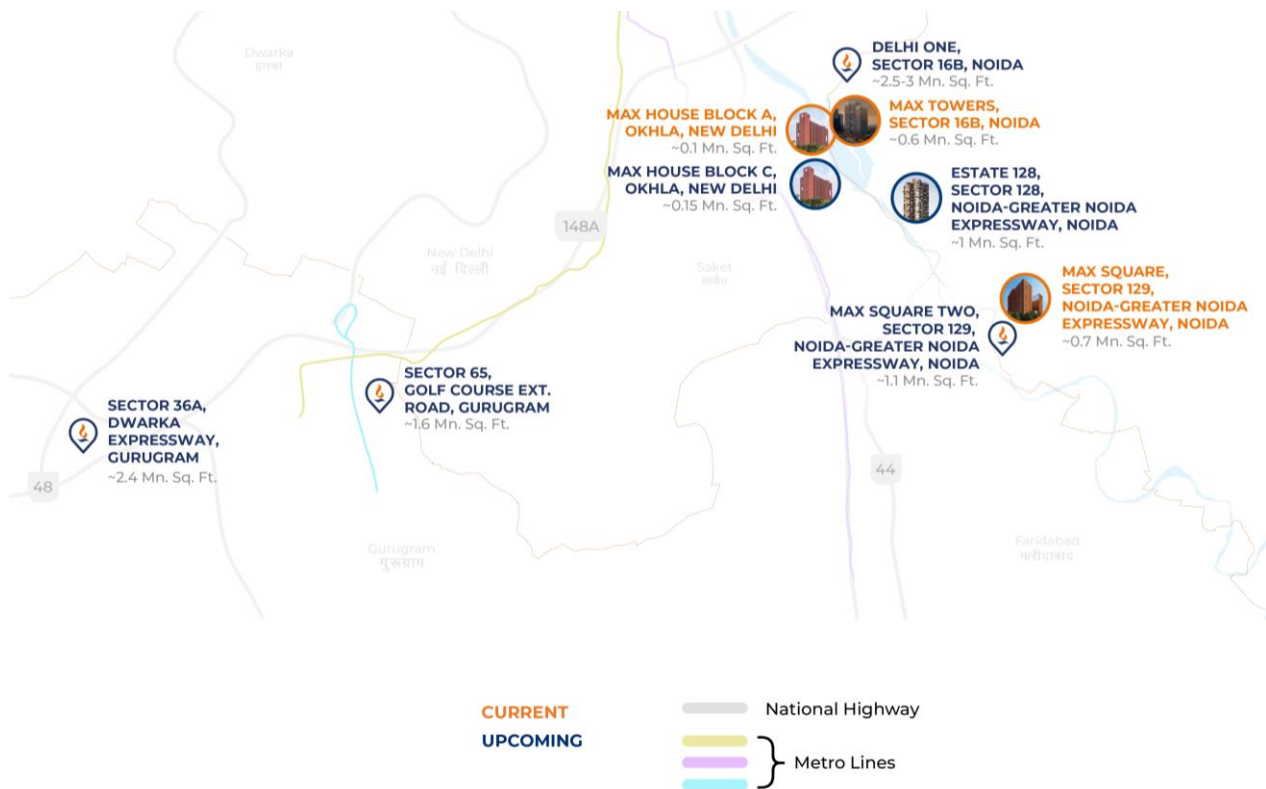 Dwarka
द्वारका
DELHI ONE,
SECTOR 16B, NOIDA
~2.5-3 Mn. Sq. Ft.
MAX HOUSE BLOCK A,
OKHLA, NEW DELHI
~0.1 Mn. Sq. Ft.
MAX TOWERS,
SECTOR 16B, NOIDA
~0.6 Mn. Sq. Ft.
MAX HOUSE BLOCK C,
OKHLA, NEW DELHI
~0.15 Mn. Sq. Ft.
ESTATE 128,
SECTOR 128,
NOIDA-GREATER NOIDA
EXPRESSWAY, NOIDA
~1 Mn. Sq. Ft.
148A
New Delhi
नई दिल्ली
Saket
साकेत
MAX SQUARE,
SECTOR 129,
NOIDA-GREATER NOIDA
EXPRESSWAY, NOIDA
~0.7 Mn. Sq. Ft.
MAX SQUARE TWO,
SECTOR 129,
NOIDA-GREATER NOIDA
EXPRESSWAY, NOIDA
~1.1 Mn. Sq. Ft.
SECTOR 65,
GOLF COURSE EXT.
ROAD, GURUGRAM
~1.6 Mn. Sq. Ft.
SECTOR 36A,
DWARKA
EXPRESSWAY,
GURUGRAM
~2.4 Mn. Sq. Ft.
48
44
Gurugram
गुरूग्राम
Faridabad
फरीदाबाद
CURRENT
UPCOMING
National Highway
Metro Lines